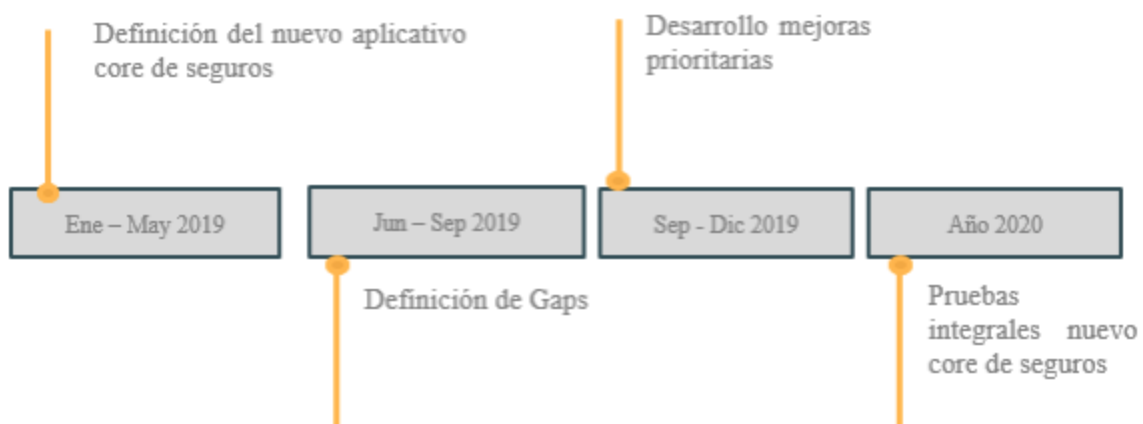 Definición del nuevo aplicativo
core de seguros
Desarrollo mejoras
prioritarias
Ene – May 2019
Jun – Sep 2019
Sep - Dic 2019
Año 2020
Definición de Gaps
Pruebas
integrales nuevo
core de seguros